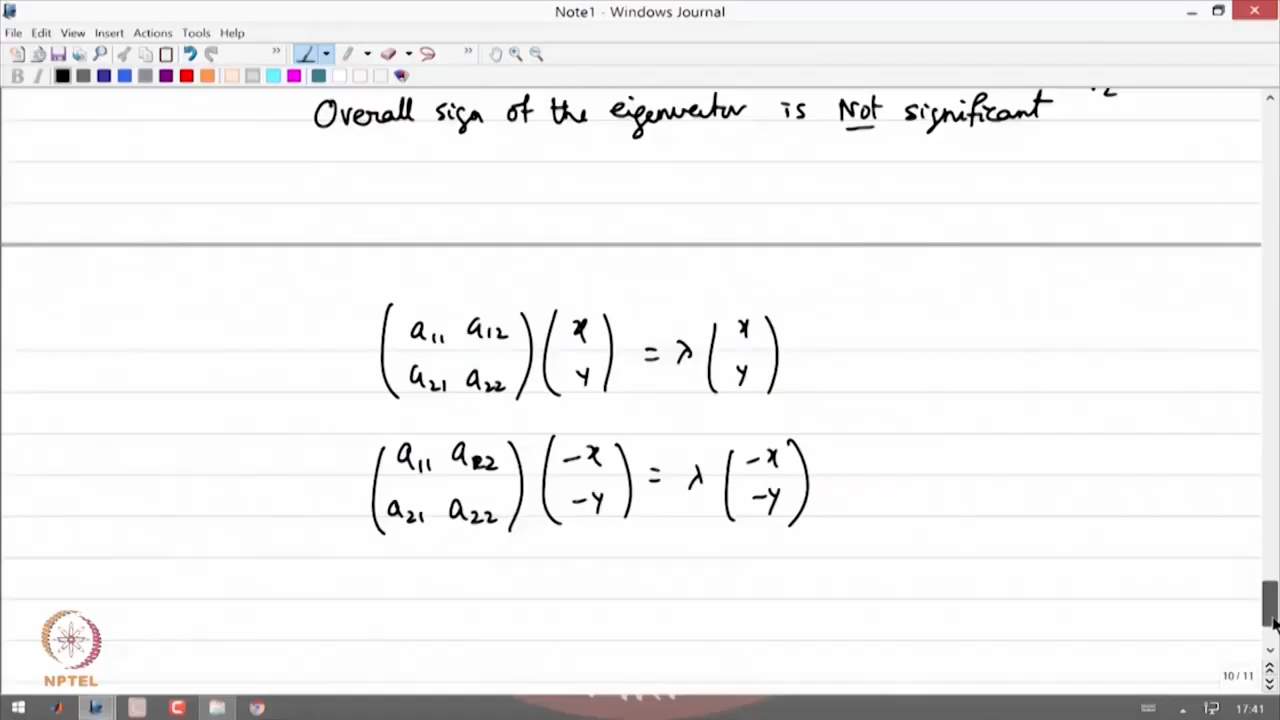 Note1 - Windows Journal
File Edit View Insert Actions Tools Help
Overall sign of the eigenvector is Not significant
( a11 a12 ) ( x ) = λ ( x )
( a21 a22 ) ( y ) ( y )
( a11 a22 ) ( -x ) = λ ( -x )
( a21 a22 ) ( -y ) ( -y )
NPTEL
10 / 11
17:41